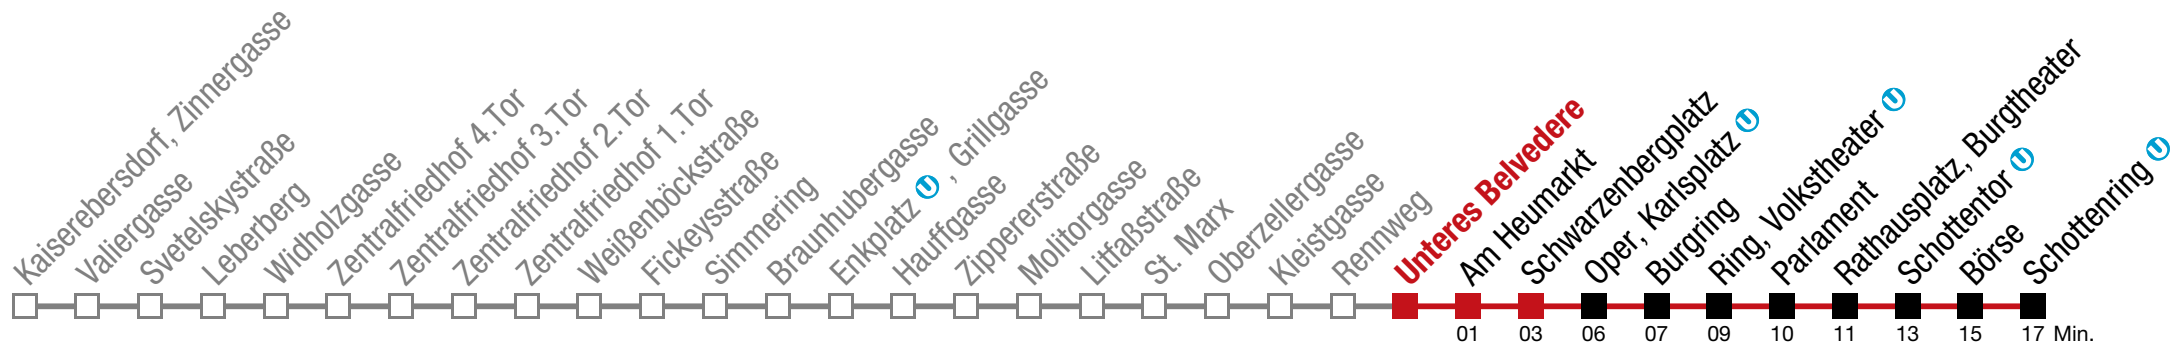 Kaiserebersdorf, Zinnergasse
Valiergasse
Svetelskystraße
Leberberg
Widholzgasse
Zentralfriedhof 4.Tor
Zentralfriedhof 3.Tor
Zentralfriedhof 2.Tor
Zentralfriedhof 1.Tor
Weißenböckstraße
Fickeysstraße
Simmering
Braunhubergasse
Enkplatz U, Grillgasse
Hauffgasse
Zippererstraße
Molitorgasse
Litfaßstraße
St. Marx
Oberzellergasse
Kleistgasse
Rennweg
Unteres Belvedere
Am Heumarkt
Schwarzenbergplatz
Oper, Karlsplatz U
Burgring
Ring, Volkstheater U
Parlament
Rathausplatz, Burgtheater
Schottentor U
Börse
Schottenring U
01 03 06 07 09 10 11 13 15 17 Min.